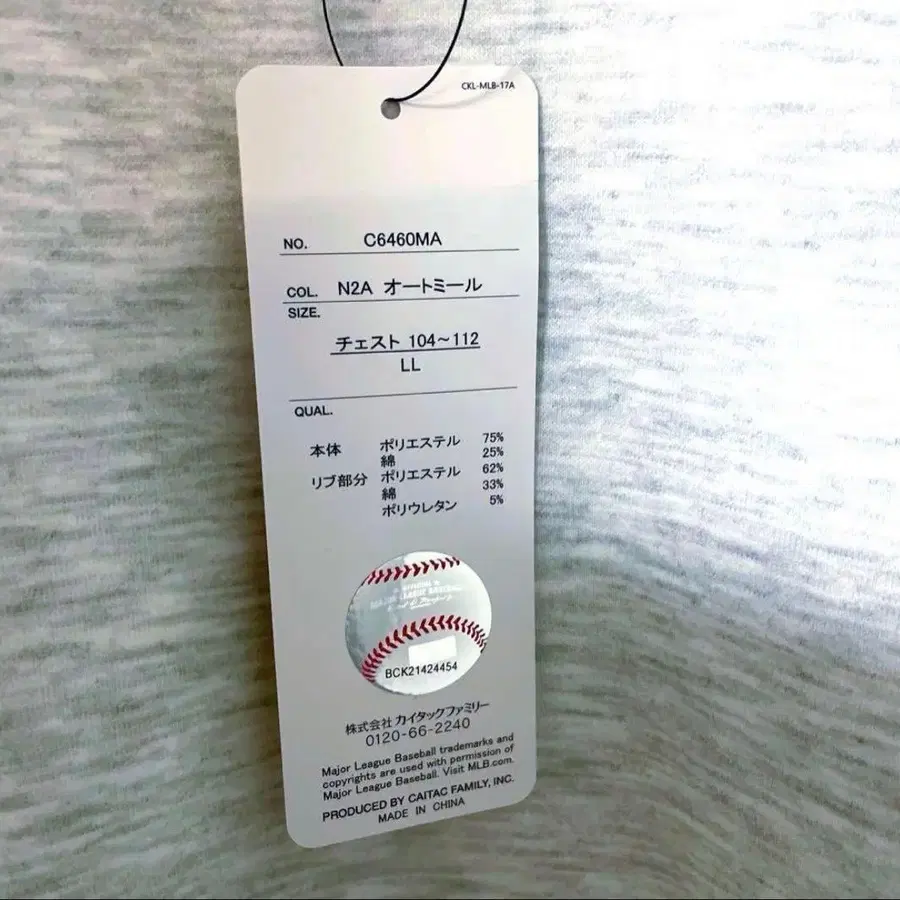 CKL-MLB-17A
NO. C6460MA
COL. N2A オートミール
SIZE.
チェスト 104～112
LL
QUAL.
本体 ポリエステル 75%
綿 25%
リブ部分 ポリエステル 62%
綿 33%
ポリウレタン 5%
MAJOR LEAGUE BASEBALL
BCK21424454
株式会社 カイタックファミリー
0120-66-2240
Major League Baseball trademarks and
copyrights are used with permission of
Major League Baseball. Visit MLB.com.
PRODUCED BY CAITAC FAMILY, INC.
MADE IN CHINA